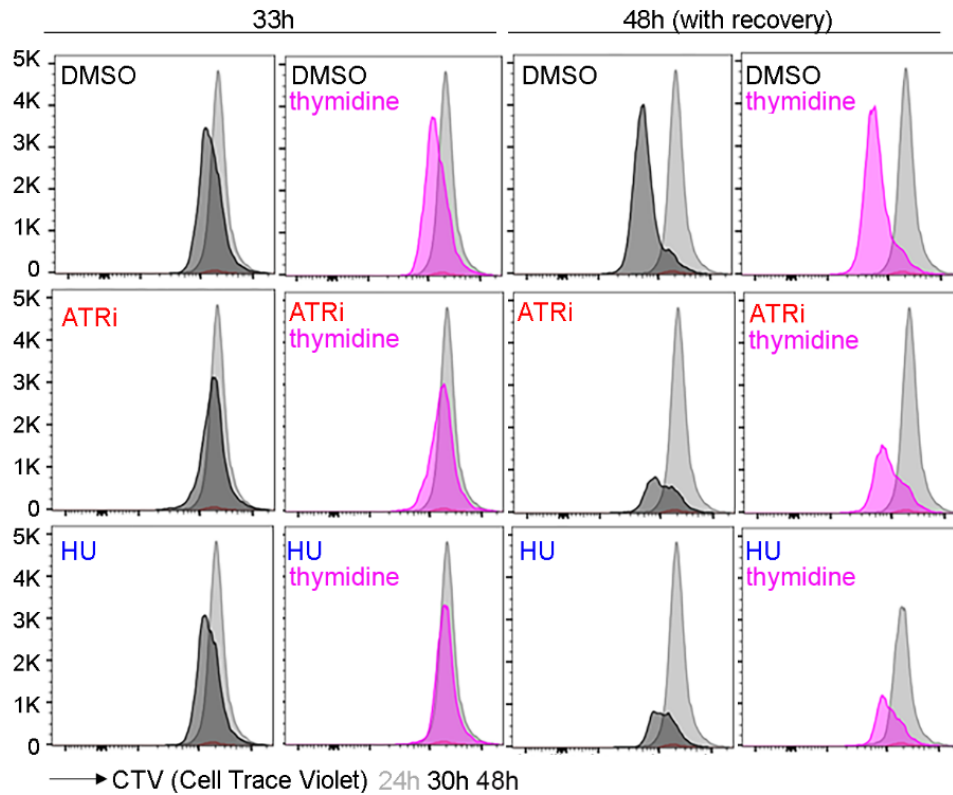 33h 48h (with recovery)
5K
4K
3K
2K
1K
0
DMSO
DMSO
thymidine
DMSO
DMSO
thymidine
5K
4K
3K
2K
1K
0
ATRi
ATRi
thymidine
ATRi
ATRi
thymidine
5K
4K
3K
2K
1K
0
HU
HU
thymidine
HU
HU
thymidine
CTV (Cell Trace Violet) 24h 30h 48h